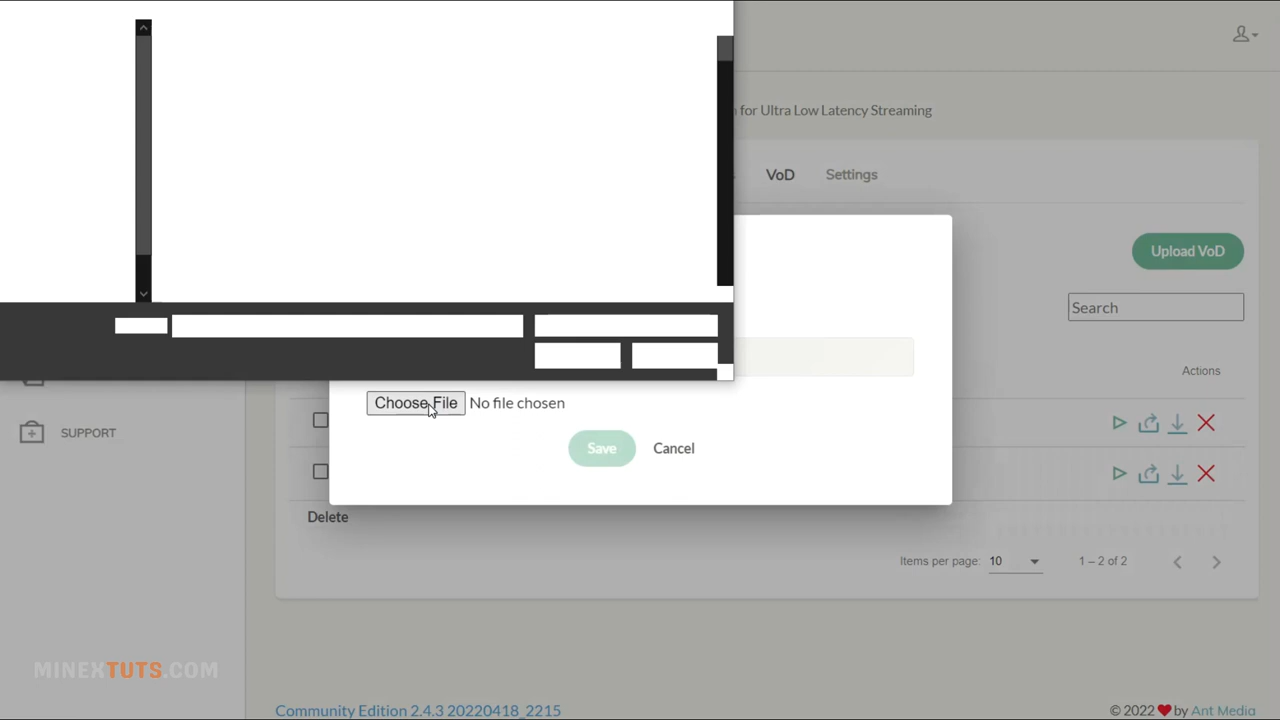 for Ultra Low Latency Streaming
VoD
Settings
Upload VoD
Search
Actions
Choose File
No file chosen
SUPPORT
Save
Cancel
Delete
Items per page:
10
1 – 2 of 2
MINEXTUTS.COM
Community Edition 2.4.3 20220418_2215
© 2022 ❤ by Ant Media